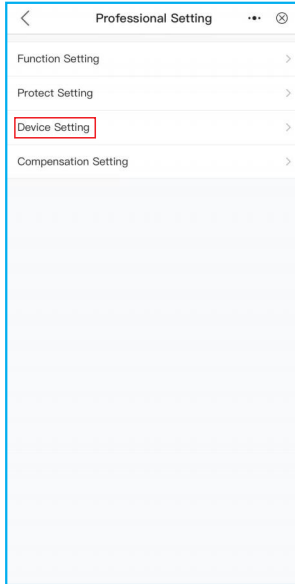 Professional Setting
Function Setting
Protect Setting
Device Setting
Compensation Setting